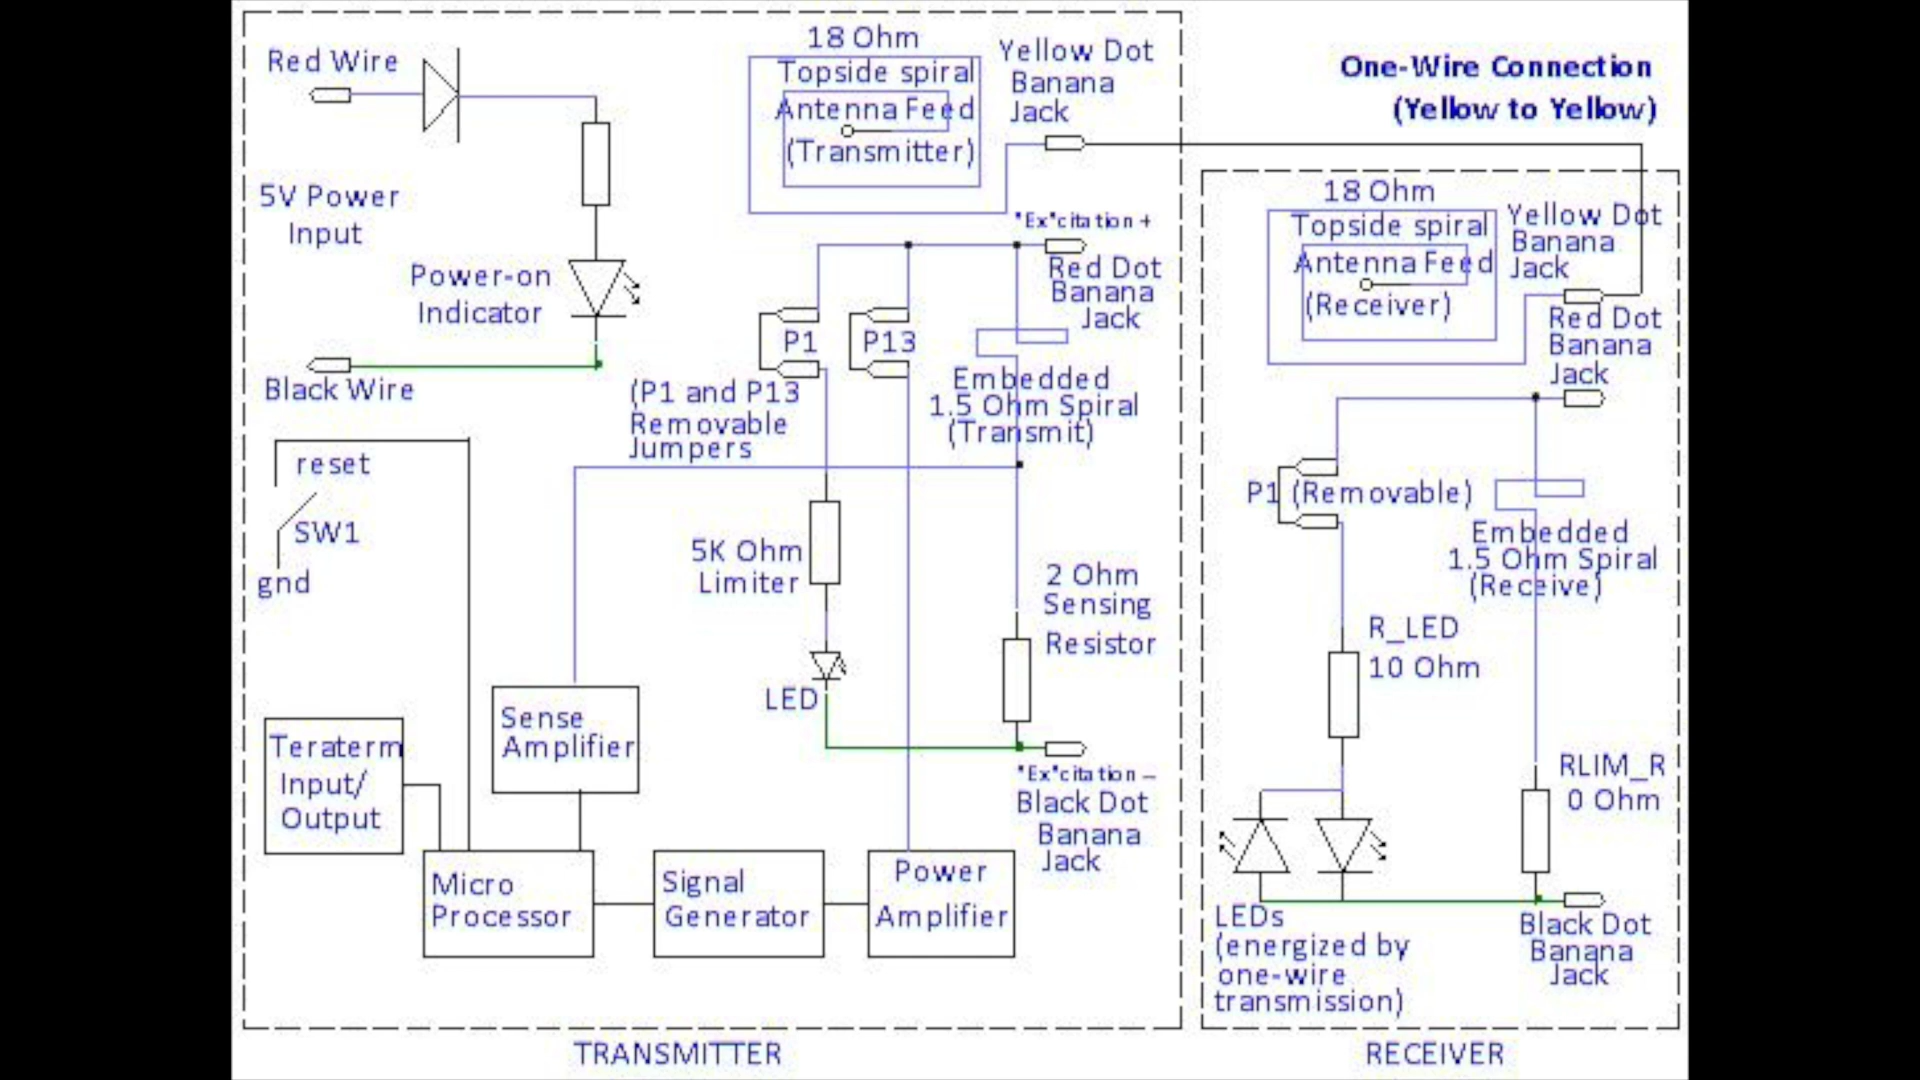 Red Wire
5V Power
Input
Power-on
Indicator
Black Wire
reset
SW1
gnd
18 Ohm
Topside spiral
Antenna Feed
(Transmitter)
Yellow Dot
Banana
Jack
"Ex"citation +
Red Dot
Banana
Jack
P1
P13
(P1 and P13
Removable
Jumpers
Embedded
1.5 Ohm Spiral
(Transmit)
5K Ohm
Limiter
LED
2 Ohm
Sensing
Resistor
"Ex"citation –
Black Dot
Banana
Jack
Sense
Amplifier
Teraterm
Input/
Output
Micro
Processor
Signal
Generator
Power
Amplifier
TRANSMITTER
One-Wire Connection
(Yellow to Yellow)
18 Ohm
Topside spiral
Antenna Feed
(Receiver)
Yellow Dot
Banana
Jack
Red Dot
Banana
Jack
P1 (Removable)
Embedded
1.5 Ohm Spiral
(Receive)
R_LED
10 Ohm
RLIM_R
0 Ohm
LEDs
(energized by
one-wire
transmission)
Black Dot
Banana
Jack
RECEIVER